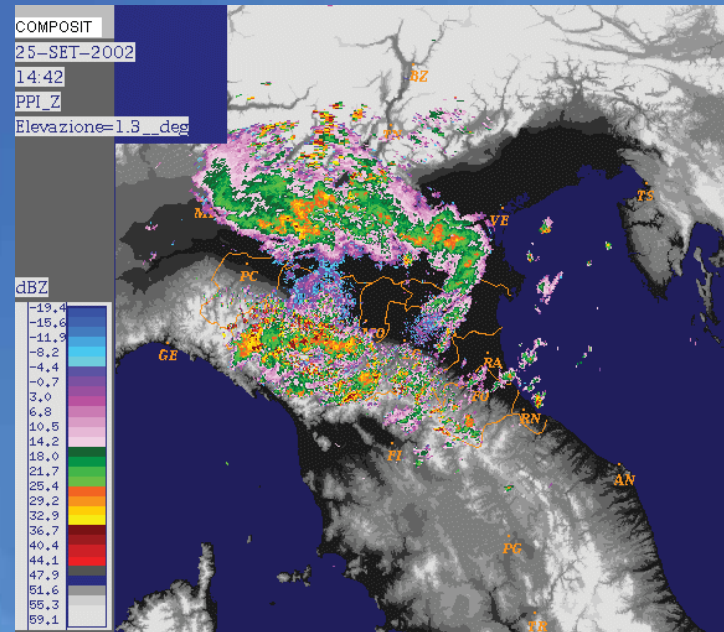 COMPOSIT
25-SET-2002
14:42
PPI_Z
Elevazione=1.3__deg
BZ
TS
VE
PC
GE
RA
FO
RN
FI
AN
PG
dBZ
-19.4
-15.6
-11.9
-8.2
-4.4
-0.7
3.0
6.8
10.5
14.2
18.0
21.7
25.4
29.2
32.9
36.7
40.4
44.1
47.9
51.6
55.3
59.1